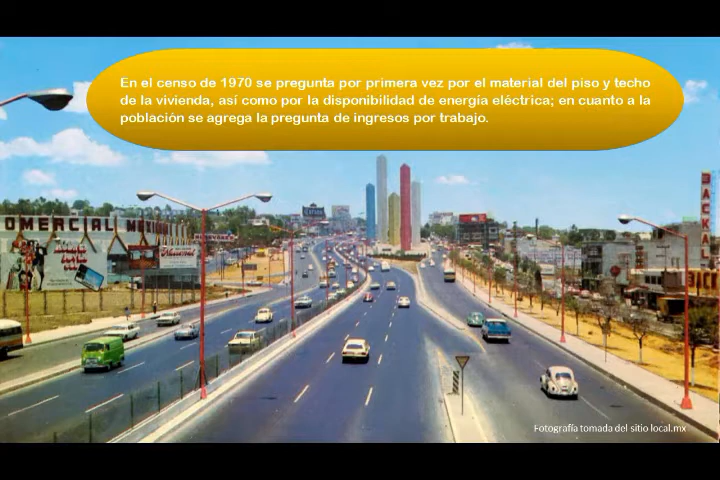 En el censo de 1970 se pregunta por primera vez por el material del piso y techo
de la vivienda, así como por la disponibilidad de energía eléctrica; en cuanto a la
población se agrega la pregunta de ingresos por trabajo.
OMERCIAL MEXICANA
Fotografía tomada del sitio local.mx